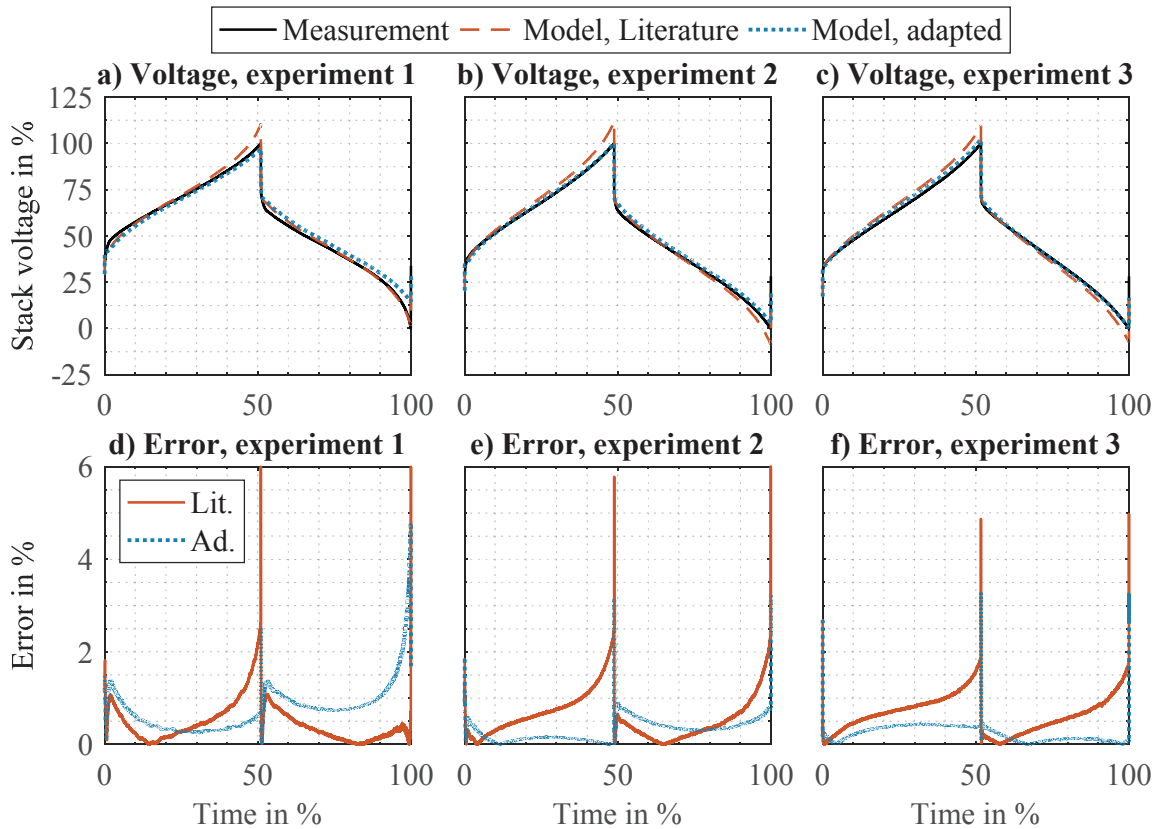 Measurement Model, Literature Model, adapted
a) Voltage, experiment 1 b) Voltage, experiment 2 c) Voltage, experiment 3
Stack voltage in %
125
100
75
50
25
0
-25
0 50 100 0 50 100 0 50 100
d) Error, experiment 1 e) Error, experiment 2 f) Error, experiment 3
Error in %
6
4
2
0
Lit.
Ad.
0 50 100 0 50 100 0 50 100
Time in % Time in % Time in %